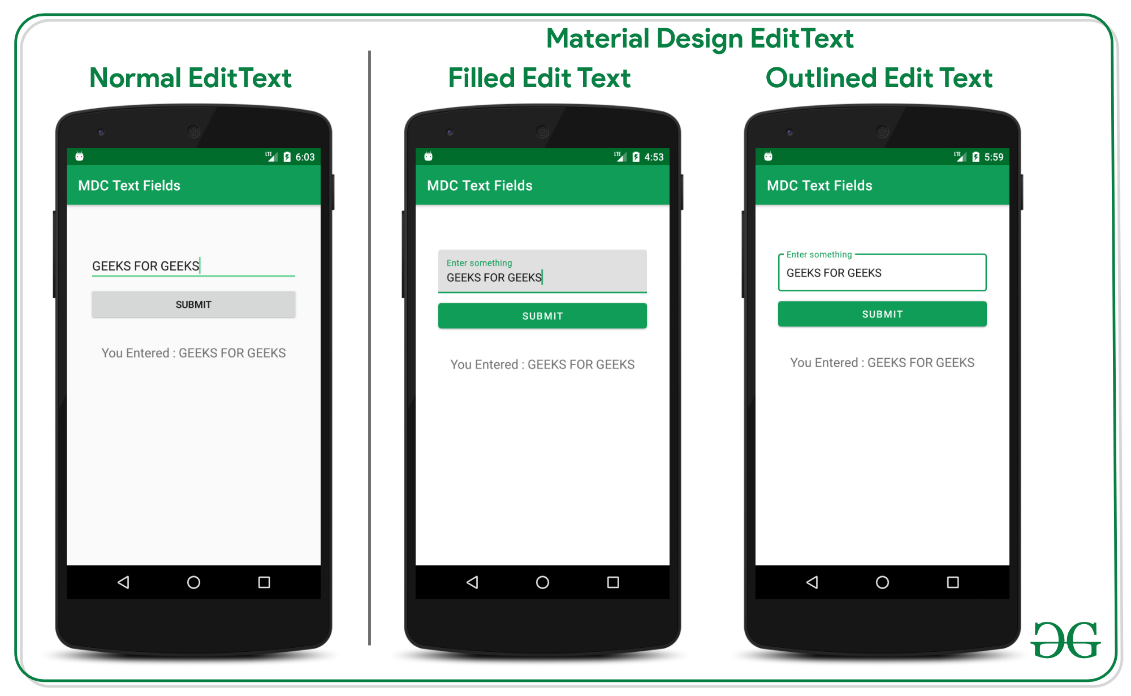 Material Design EditText
Normal EditText
Filled Edit Text
Outlined Edit Text
LTE 6:03
MDC Text Fields
GEEKS FOR GEEKS
SUBMIT
You Entered : GEEKS FOR GEEKS
LTE 4:53
MDC Text Fields
Enter something
GEEKS FOR GEEKS
SUBMIT
You Entered : GEEKS FOR GEEKS
LTE 5:59
MDC Text Fields
Enter something
GEEKS FOR GEEKS
SUBMIT
You Entered : GEEKS FOR GEEKS